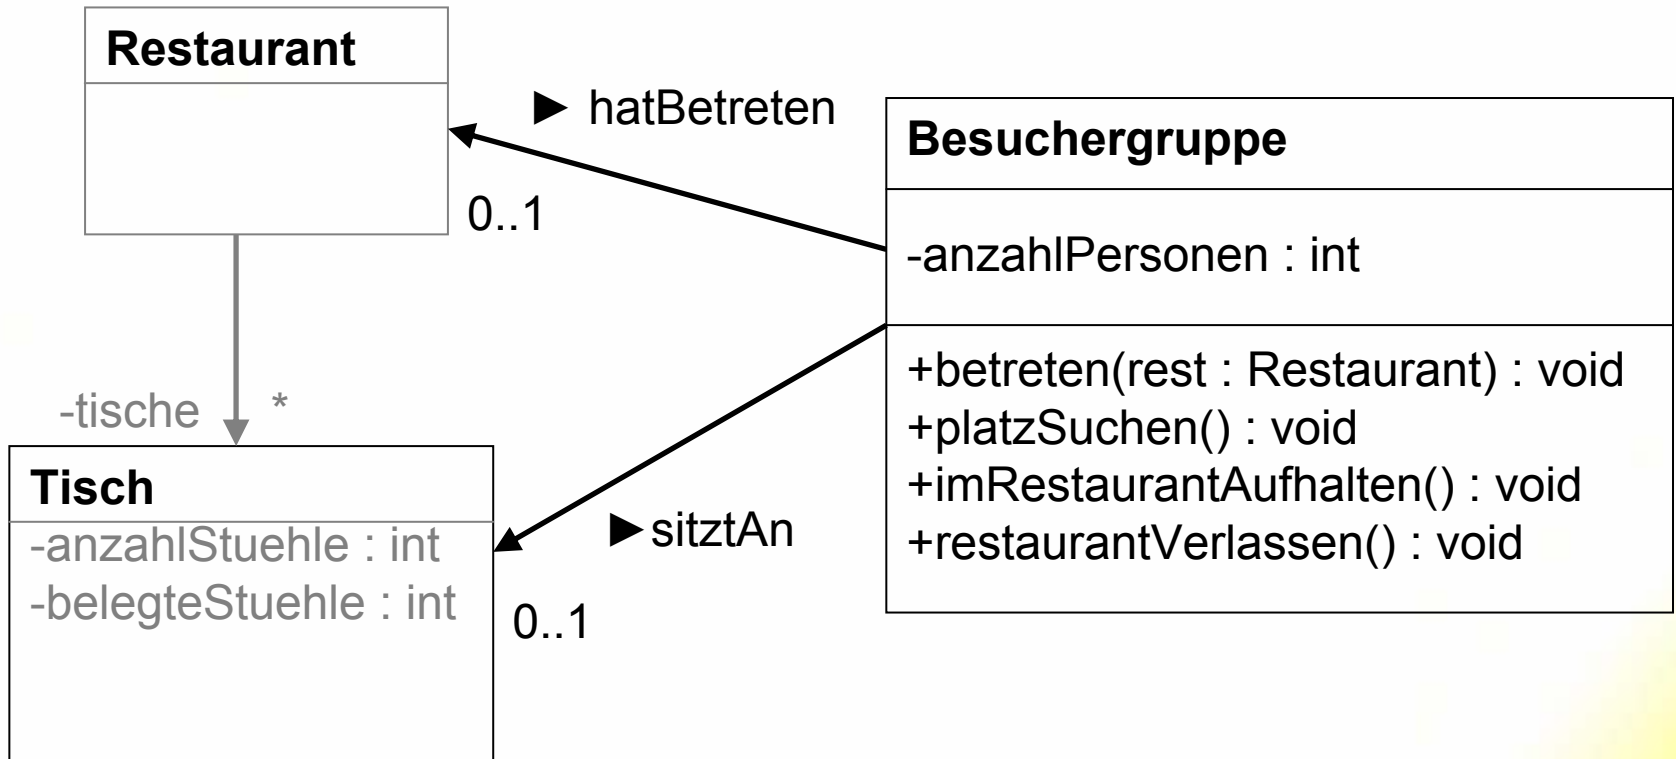 Restaurant
► hatBetreten
0..1
Besuchergruppe
-anzahlPersonen : int
+betreten(rest : Restaurant) : void
+platzSuchen() : void
+imRestaurantAufhalten() : void
+restaurantVerlassen() : void
-tische *
Tisch
-anzahlStuehle : int
-belegteStuehle : int
►sitztAn
0..1